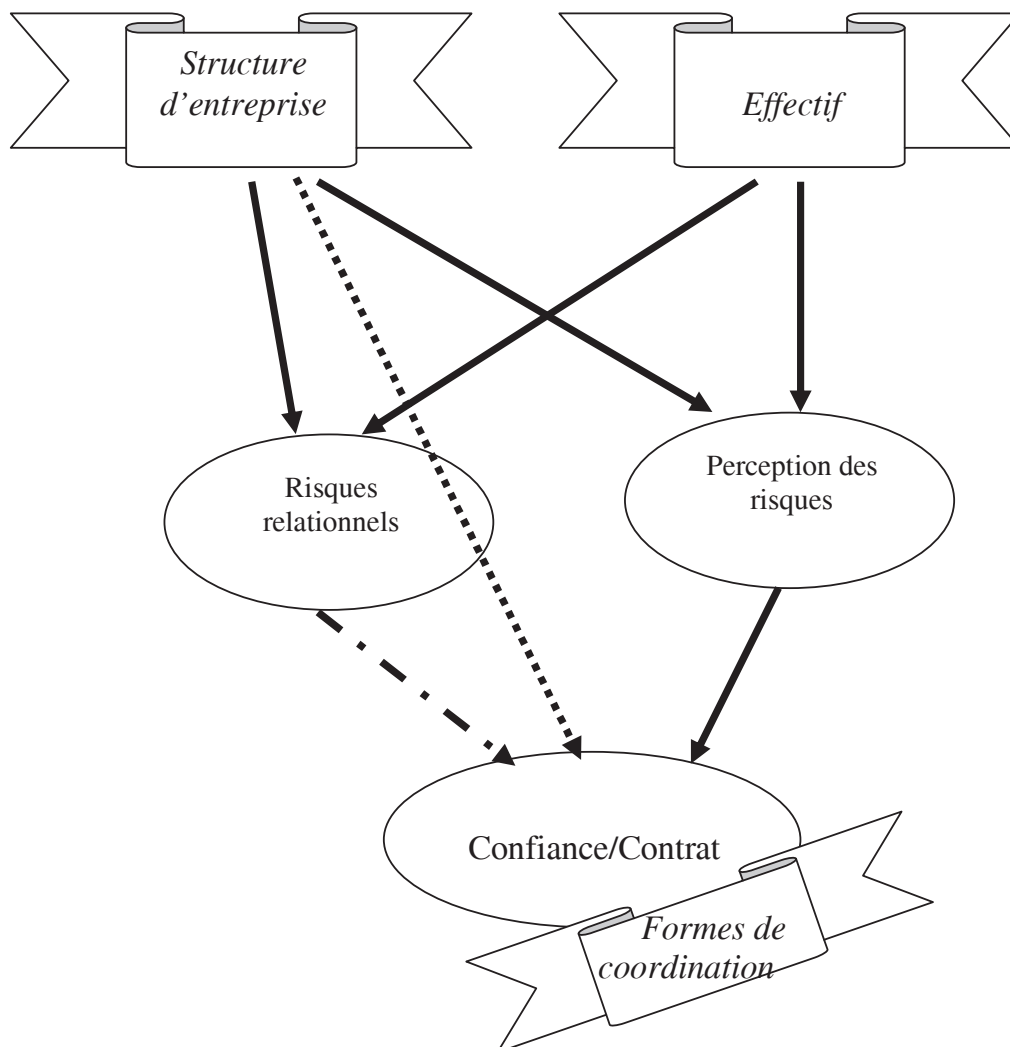 Structure
d’entreprise
Effectif
Risques
relationnels
Perception des
risques
Confiance/Contrat
Formes de
coordination